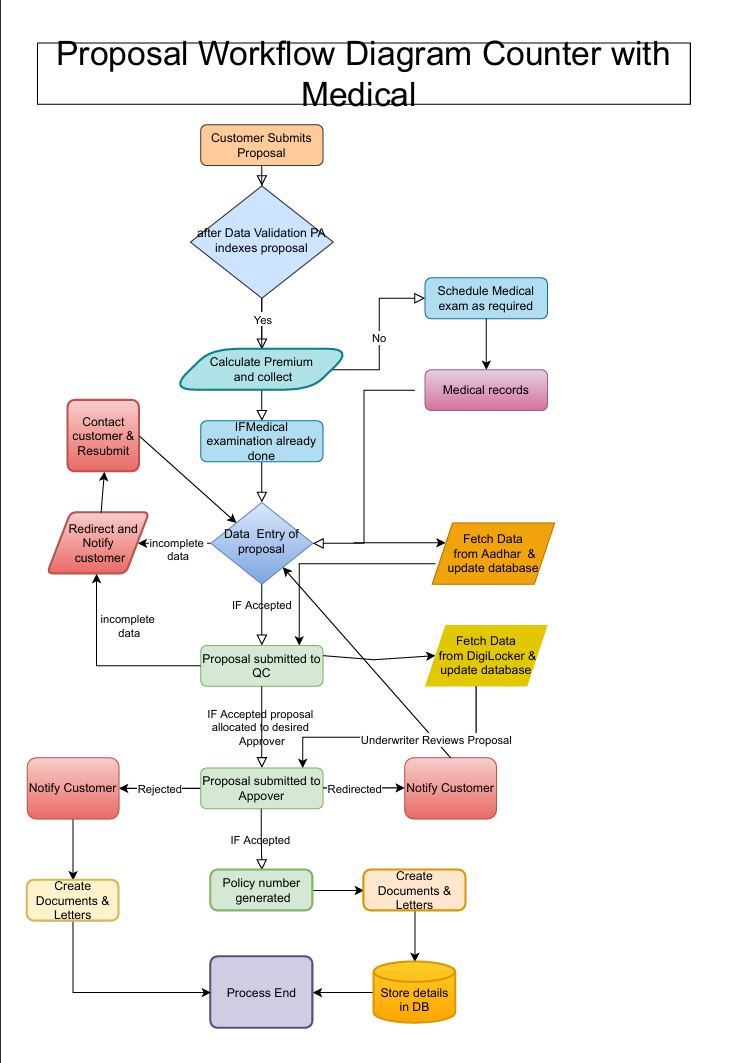 Proposal Workflow Diagram Counter with
Medical
Customer Submits
Proposal
after Data Validation PA
indexes proposal
Yes
Schedule Medical
exam as required
No
Calculate Premium
and collect
Medical records
IFMedical
examination already
done
Contact
customer &
Resubmit
Redirect and
Notify
customer
incomplete
data
Data  Entry of
proposal
Fetch Data
from Aadhar  &
update database
IF Accepted
incomplete
data
Proposal submitted to
QC
Fetch Data
from DigiLocker &
update database
IF Accepted proposal
allocated to desired
Approver
Underwriter Reviews Proposal
Notify Customer
Rejected
Proposal submitted to
Appover
Redirected
Notify Customer
IF Accepted
Create
Documents &
Letters
Policy number
generated
Create
Documents &
Letters
Process End
Store details
in DB